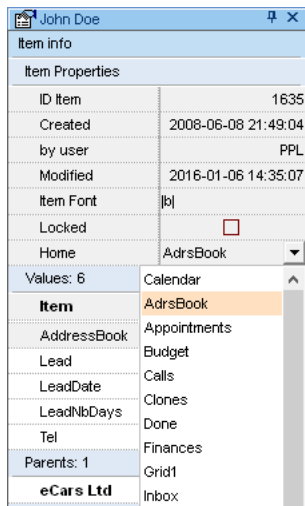 John Doe
Item info
Item Properties
ID Item 1635
Created 2008-06-08 21:49:04
by user PPL
Modified 2016-01-06 14:35:07
Item Font |b|
Locked
Home AdrsBook
Values: 6
Item
AddressBook
Lead
LeadDate
LeadNbDays
Tel
Parents: 1
eCars Ltd
Calendar
AdrsBook
Appointments
Budget
Calls
Clones
Done
Finances
Grid1
Inbox